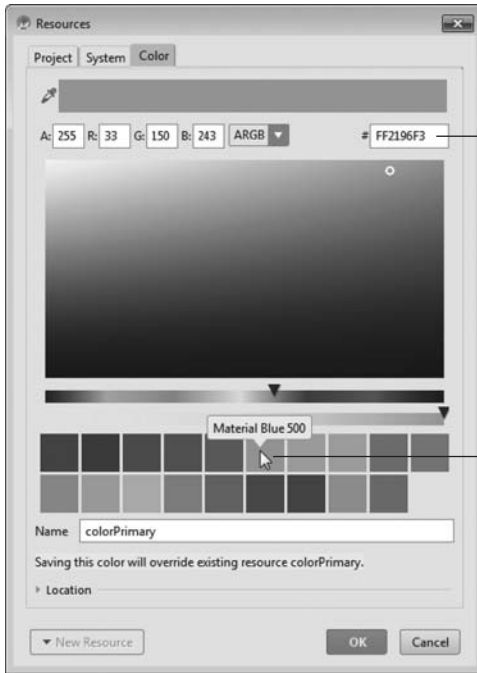 Resources
Project System Color
A: 255 R: 33 G: 150 B: 243 ARGB # FF2196F3
Material Blue 500
Name colorPrimary
Saving this color will override existing resource colorPrimary.
Location
New Resource OK Cancel